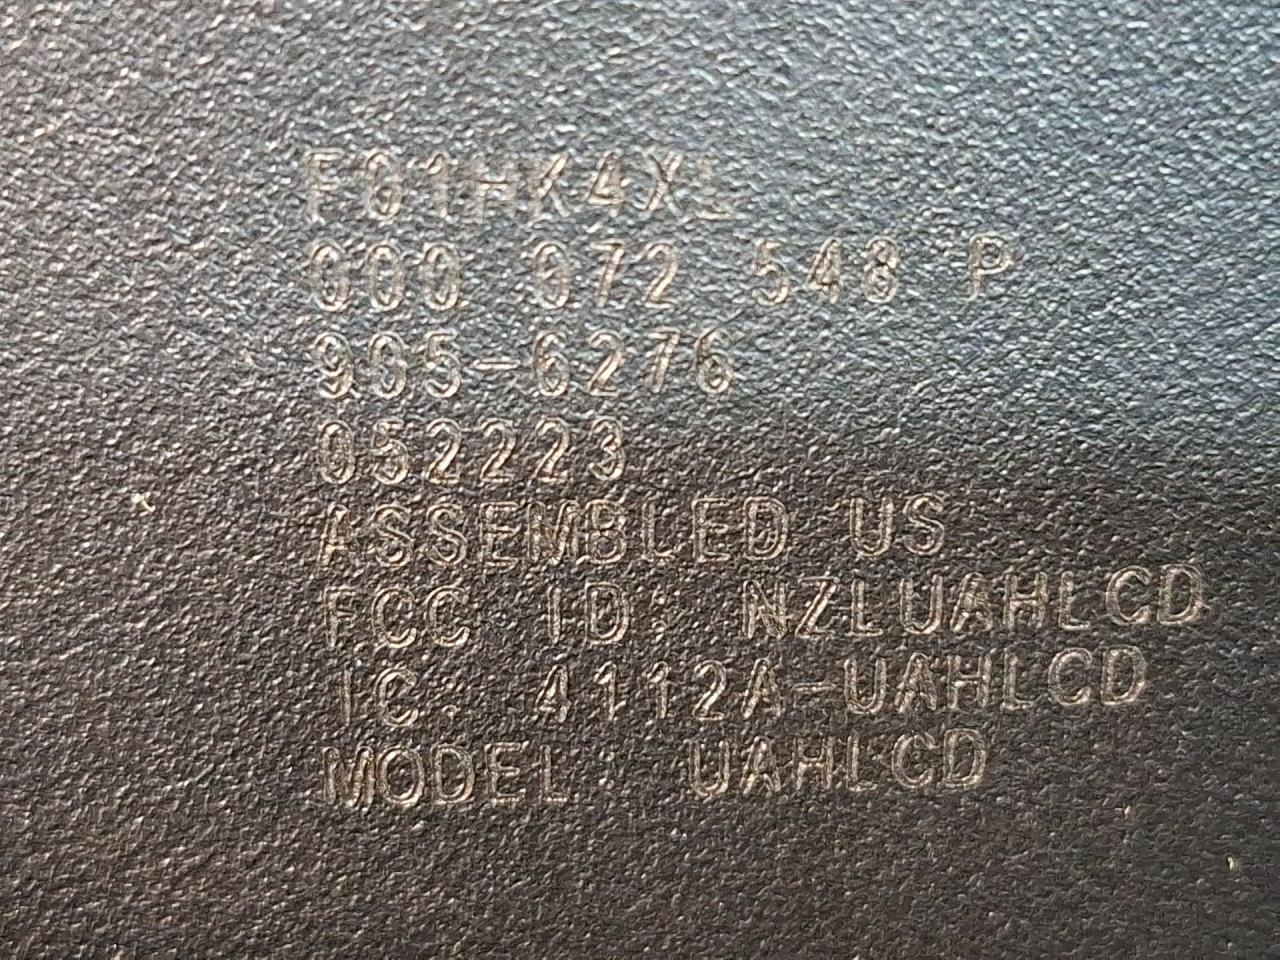 F01HK4XL
000 072 548 P
905-6276
052223
ASSEMBLED US
FCC ID: NZLUAHLCD
IC: 4112A-UAHLCD
MODEL: UAHLCD